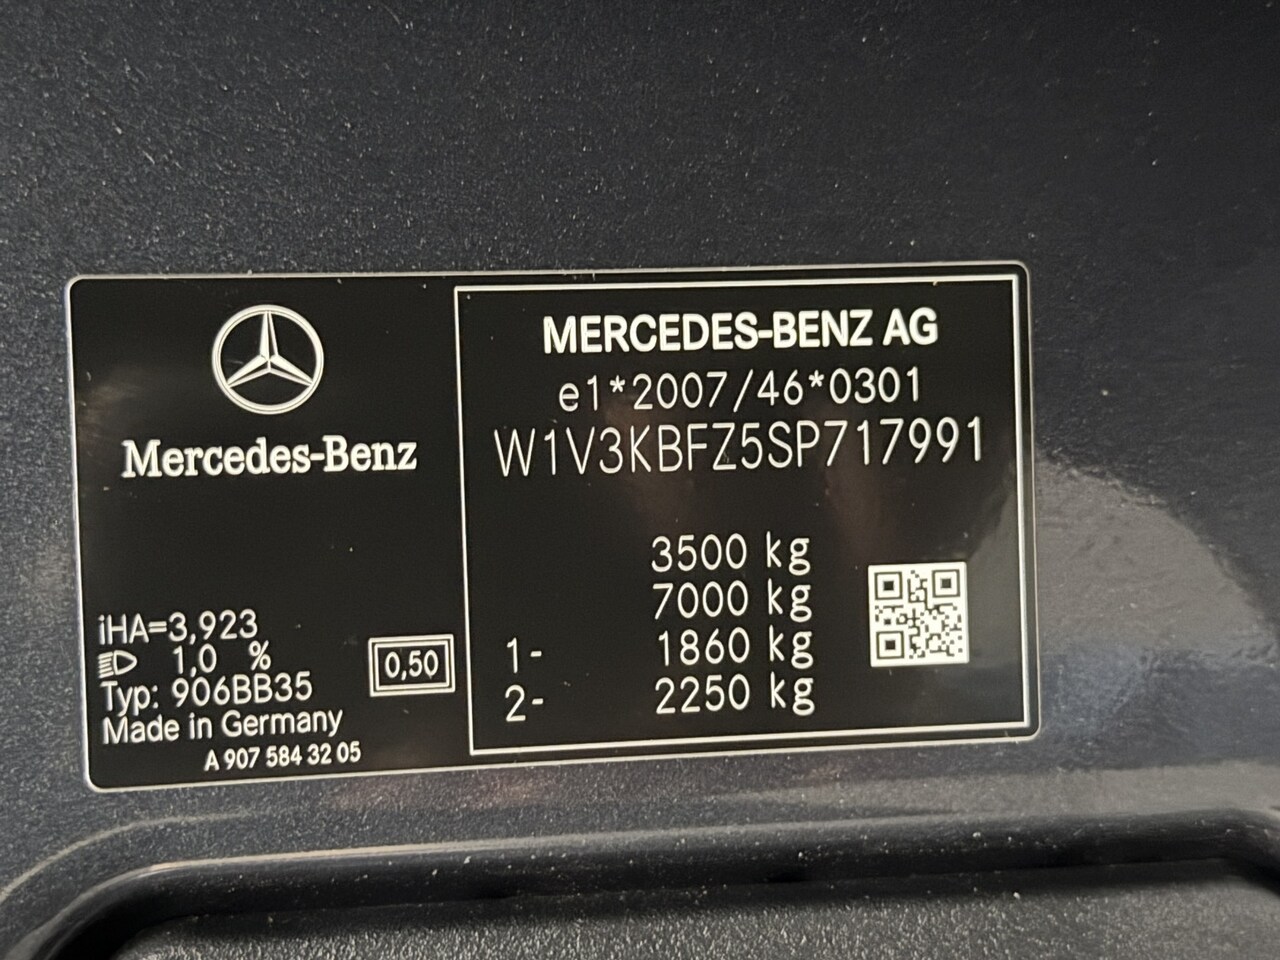 Mercedes-Benz
iHA=3,923
1,0 %
Typ: 906BB35
Made in Germany
A 907 584 32 05
0,50
MERCEDES-BENZ AG
e1*2007/46*0301
W1V3KBFZ5SP717991
3500 kg
7000 kg
1- 1860 kg
2- 2250 kg